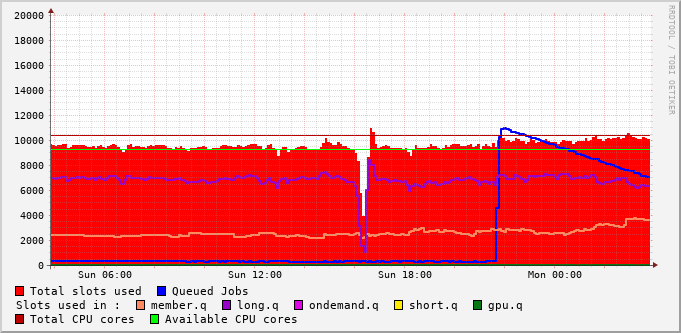 20000
18000
16000
14000
12000
10000
8000
6000
4000
2000
0
Sun 06:00 Sun 12:00 Sun 18:00 Mon 00:00
Total slots used Queued Jobs
Slots used in : member.q long.q ondemand.q short.q gpu.q
Total CPU cores Available CPU cores
RRDTOOL / TOBI OETIKER